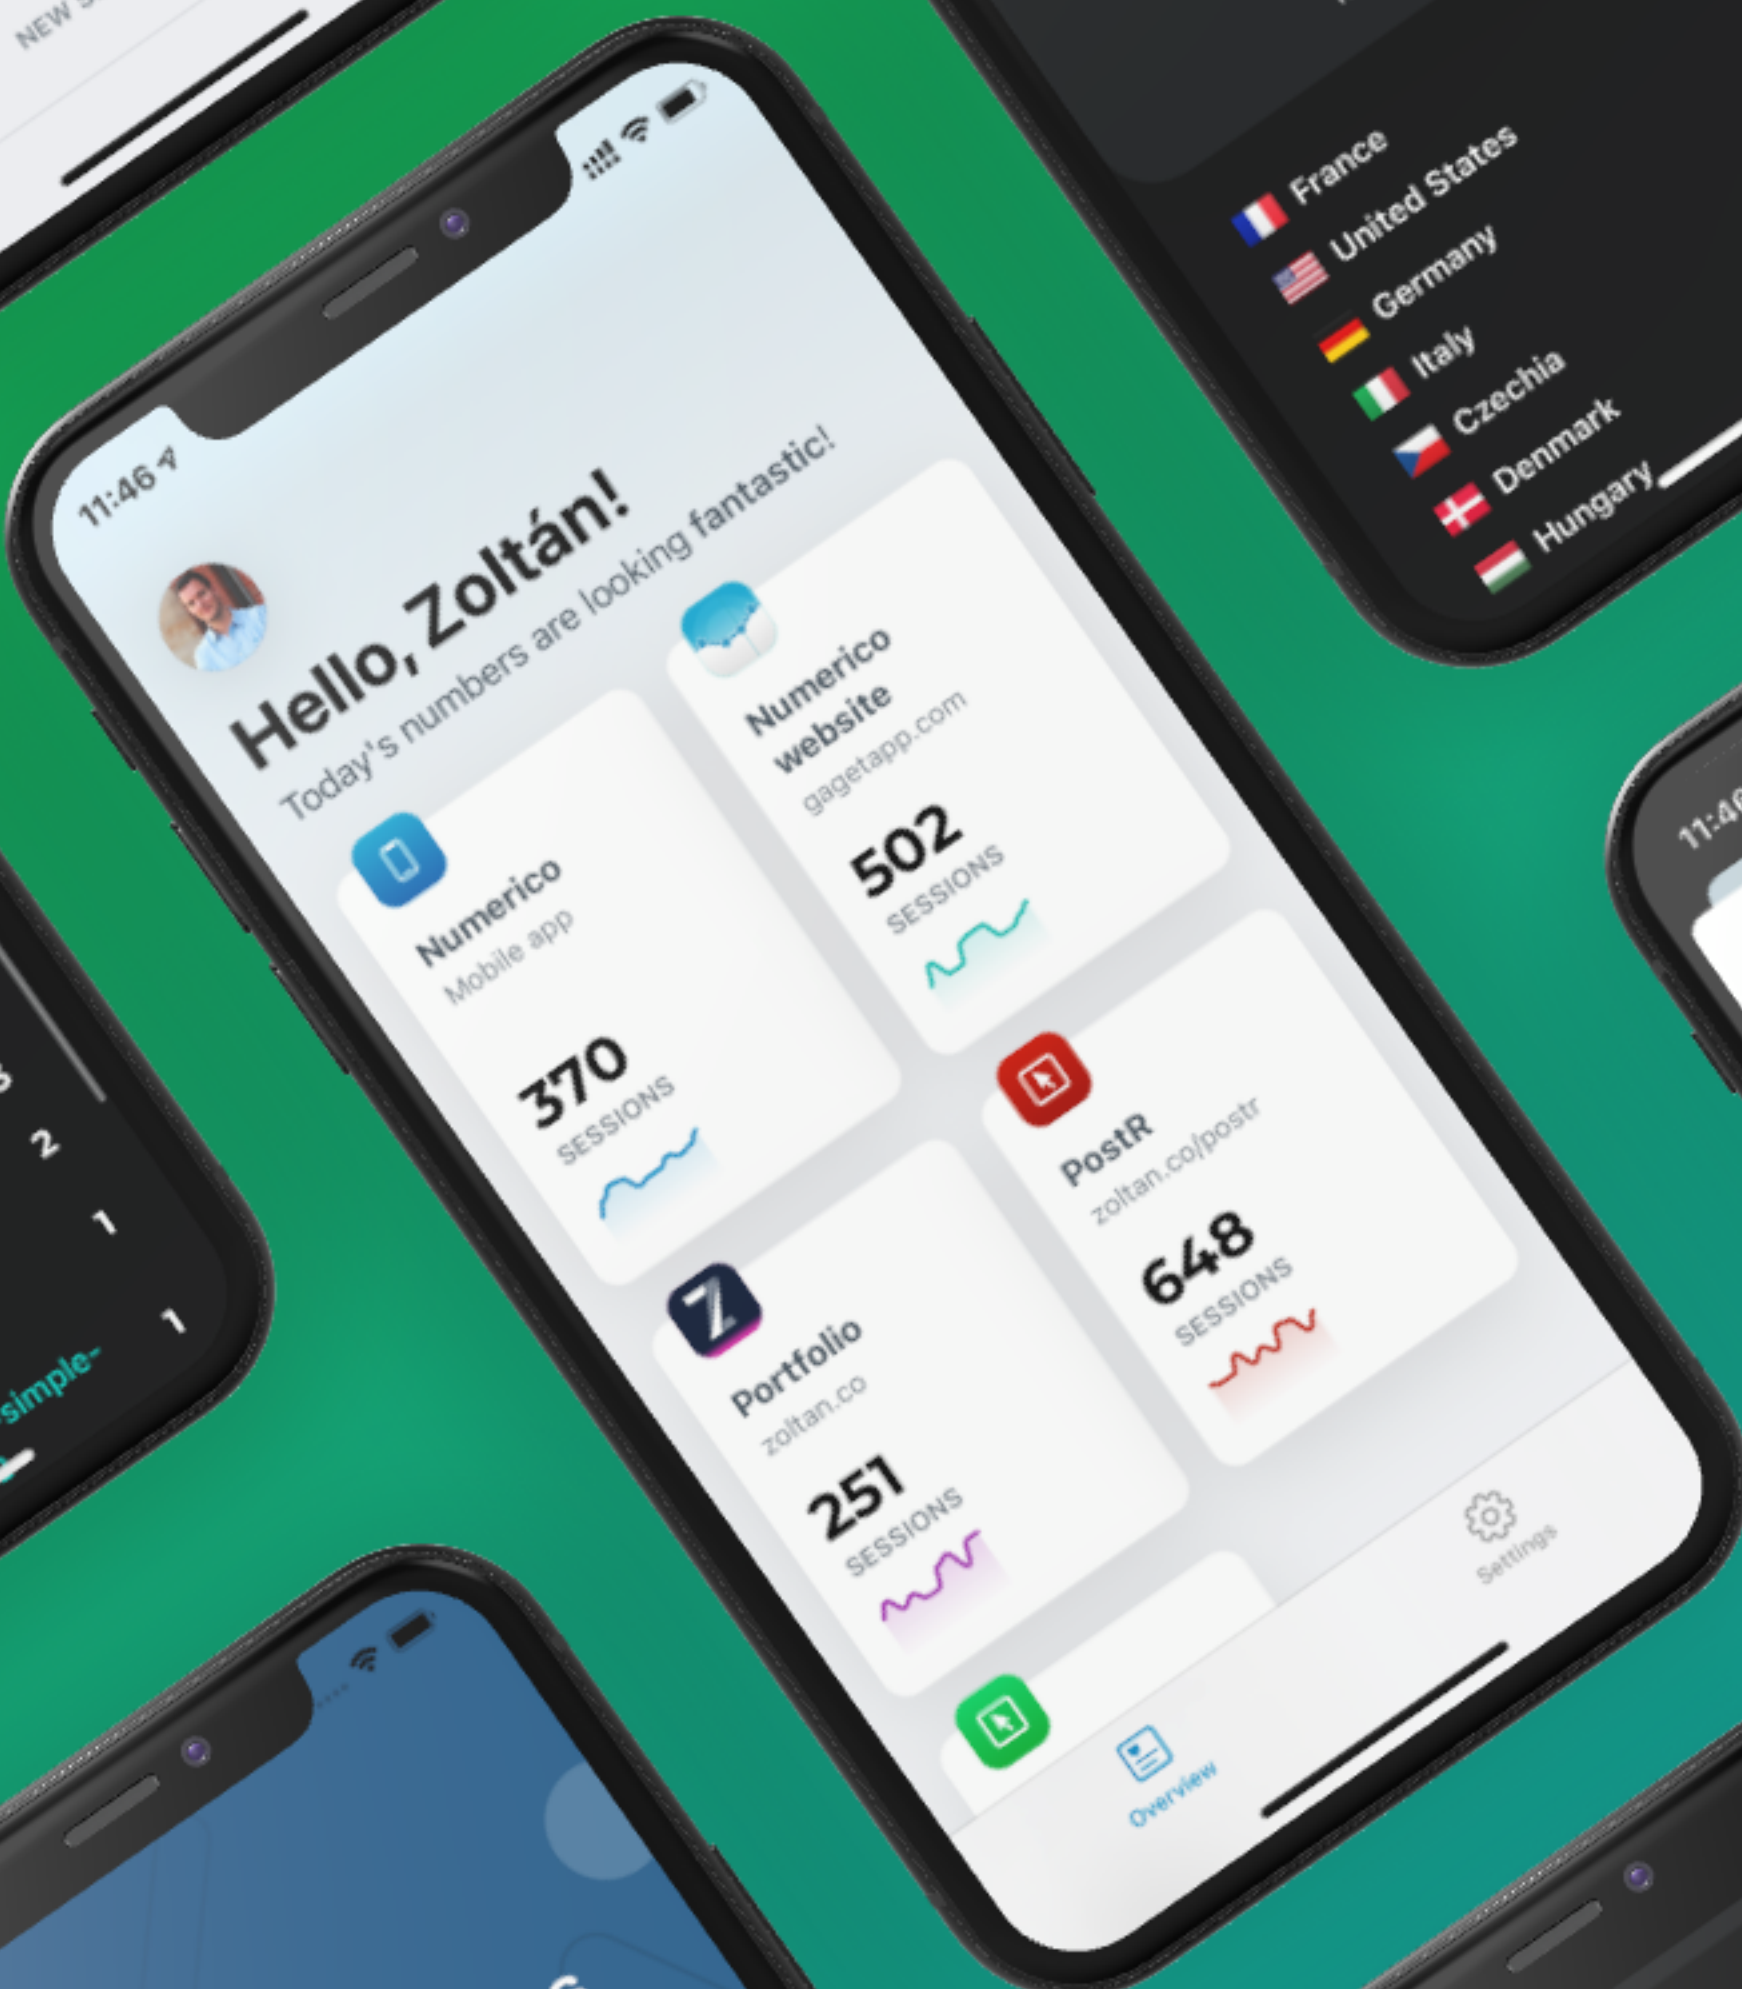 NEW
11:46
Hello, Zoltán!
Today's numbers are looking fantastic!
Numerico
Mobile app
370
SESSIONS
Numerico
website
gagetapp.com
502
SESSIONS
Z
Portfolio
zoltan.co
251
SESSIONS
PostR
zoltan.co/postr
648
SESSIONS
Overview
Settings
France
United States
Germany
Italy
Czechia
Denmark
Hungary
2
1
1
simple-
11:46